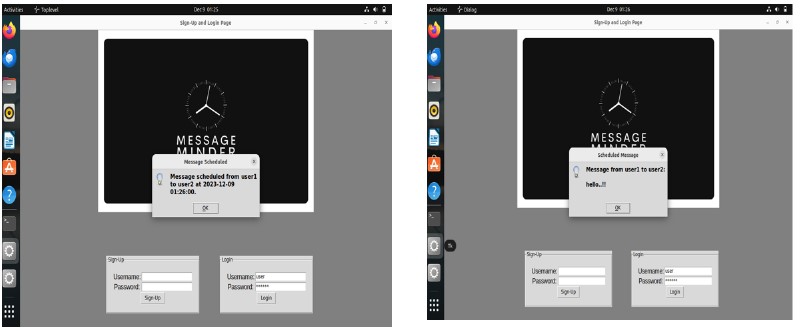 Activities
Toplevel
Dec 9 01:25
Sign-Up and Login Page
MESSAGE
MINDER
Message Scheduled
Message scheduled from user1
to user2 at 2023-12-09
01:26:00.
OK
Sign-Up
Username:
Password:
Sign-Up
Login
Username: user
Password: ******
Login
Activities
Dialog
Dec 9 01:26
Sign-Up and Login Page
MESSAGE
MINDER
Scheduled Message
Message from user1 to user2:
hello..!!
OK
Sign-Up
Username:
Password:
Sign-Up
Login
Username: user
Password: ******
Login